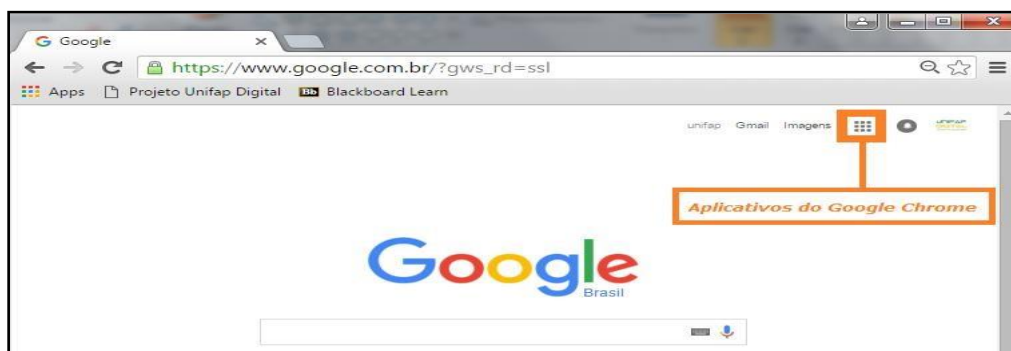 Google
https://www.google.com.br/?gws_rd=ssl
Apps Projeto Unifap Digital Bb Blackboard Learn
unifap Gmail Imagens
Aplicativos do Google Chrome
Google
Brasil